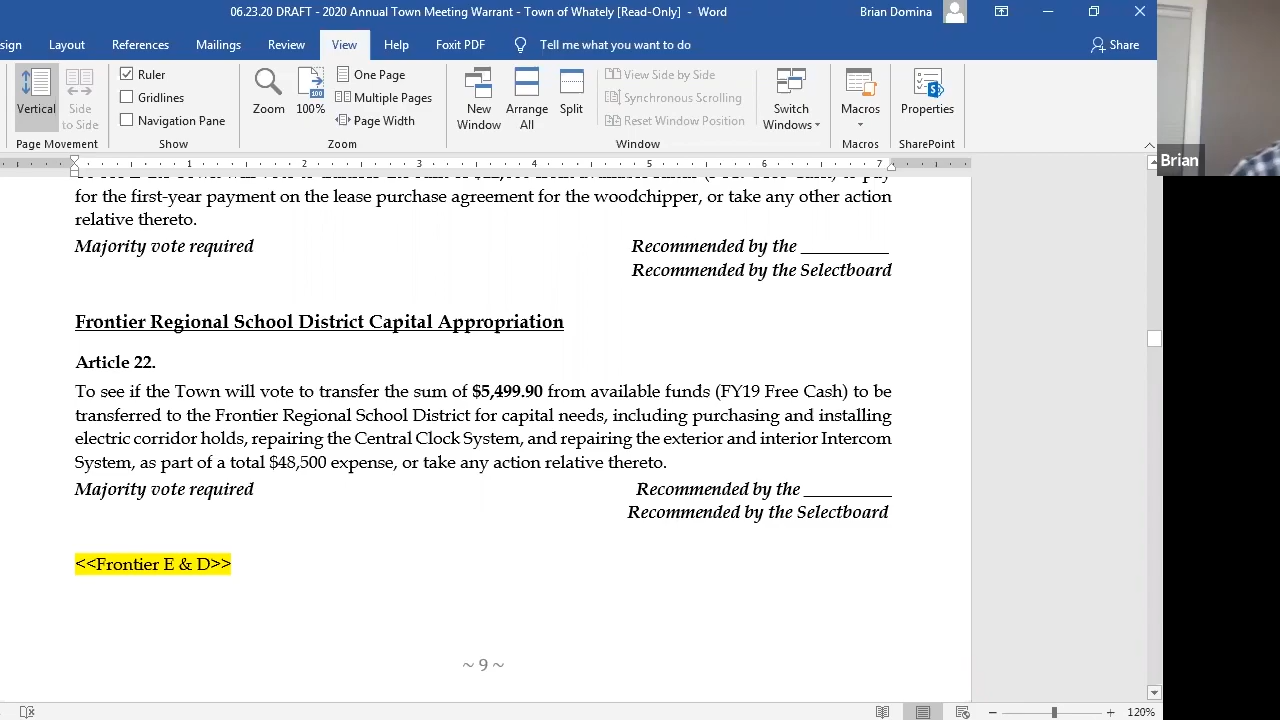 06.23.20 DRAFT - 2020 Annual Town Meeting Warrant - Town of Whately [Read-Only] - Word
Brian Domina
sign Layout References Mailings Review View Help Foxit PDF Tell me what you want to do Share
Vertical
Side to Side
Page Movement
Ruler
Gridlines
Navigation Pane
Show
Zoom
100%
One Page
Multiple Pages
Page Width
Zoom
New Window
Arrange All
Split
View Side by Side
Synchronous Scrolling
Reset Window Position
Window
Switch Windows
Macros
Macros
Properties
SharePoint
Brian
1 2 3 4 5 6 7
for the first-year payment on the lease purchase agreement for the woodchipper, or take any other action
relative thereto.
Majority vote required Recommended by the __________
Recommended by the Selectboard
Frontier Regional School District Capital Appropriation
Article 22.
To see if the Town will vote to transfer the sum of $5,499.90 from available funds (FY19 Free Cash) to be
transferred to the Frontier Regional School District for capital needs, including purchasing and installing
electric corridor holds, repairing the Central Clock System, and repairing the exterior and interior Intercom
System, as part of a total $48,500 expense, or take any action relative thereto.
Majority vote required Recommended by the __________
Recommended by the Selectboard
<<Frontier E & D>>
~ 9 ~
120%